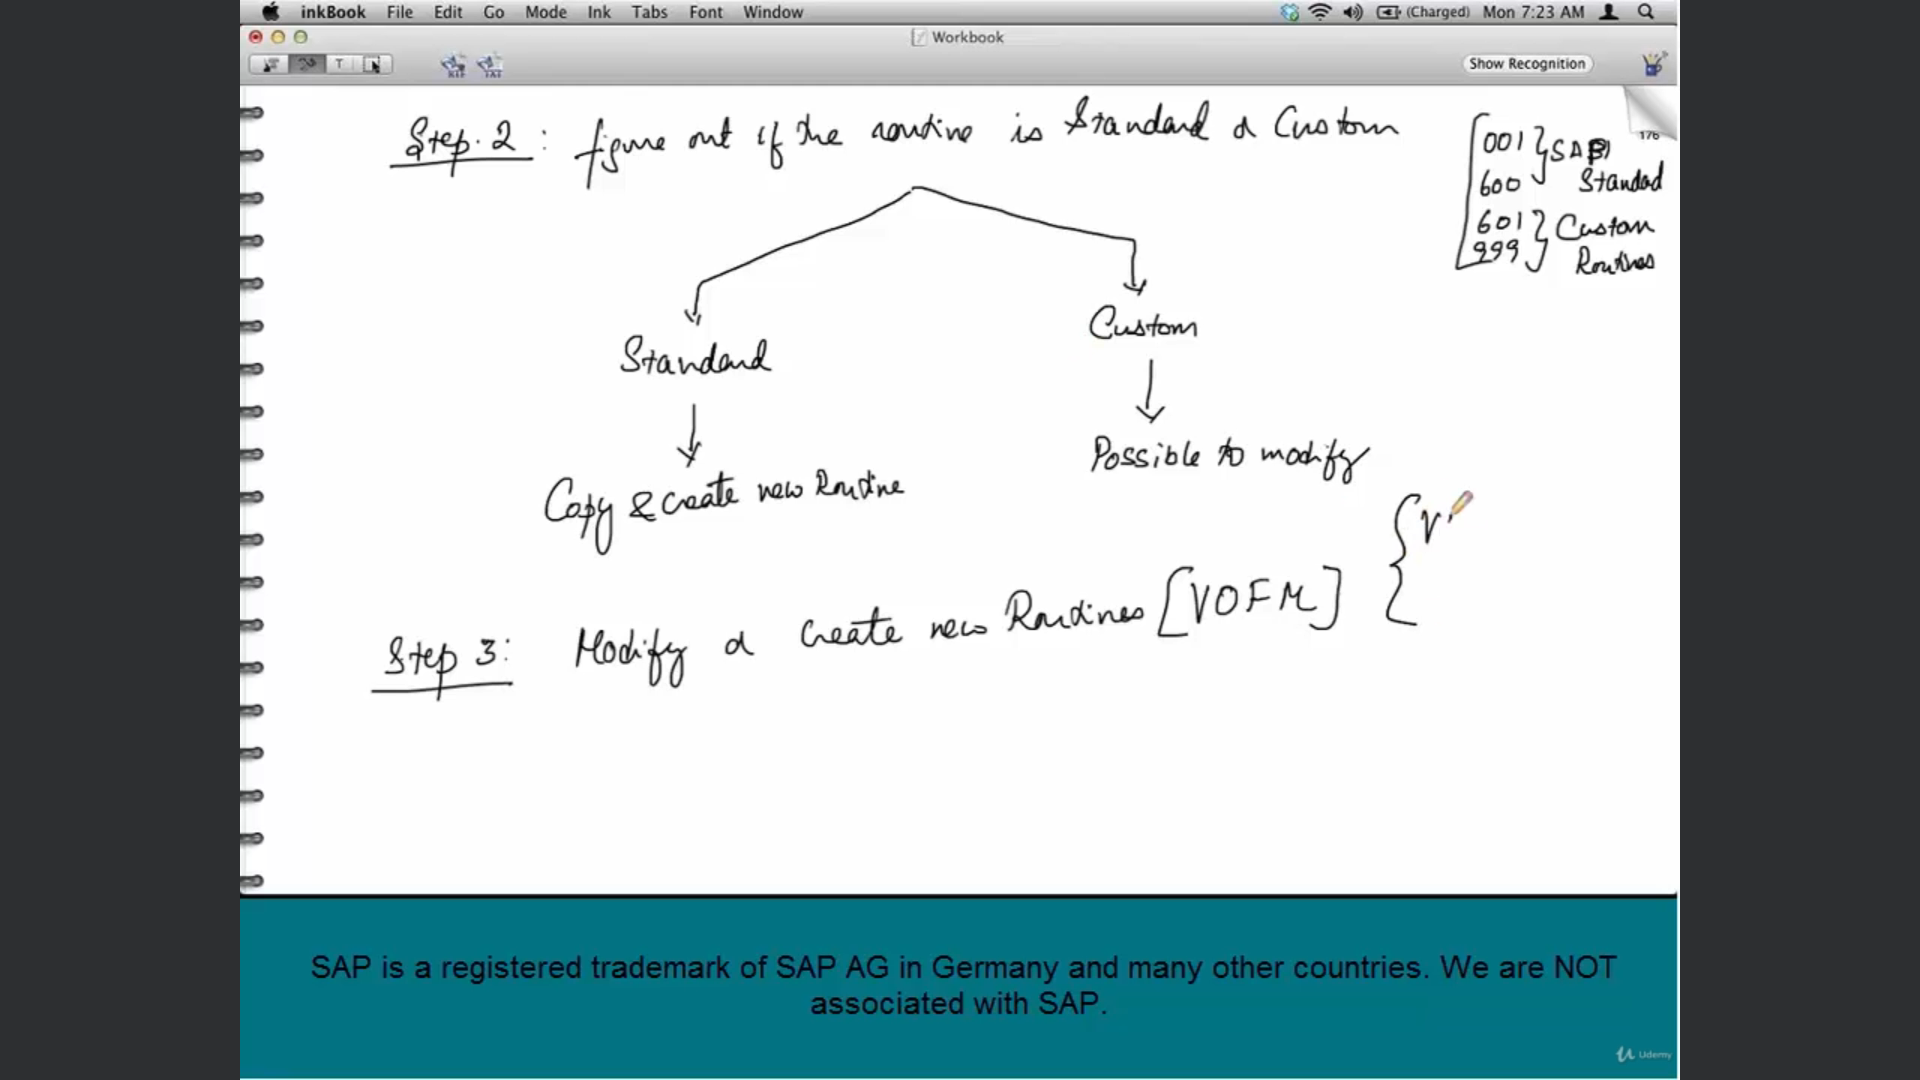 inkBook File Edit Go Mode Ink Tabs Font Window (Charged) Mon 7:23 AM
Workbook
T
Show Recognition
Step.2 : figure out if the routine is Standard or Custom
176
001 } SAP
600 Standard
601 } Custom
999 Routines
Standard
Custom
Copy & create new Routine
Possible to modify
{ V
Step 3: Modify or create new Routines [VOFM]
SAP is a registered trademark of SAP AG in Germany and many other countries. We are NOT
associated with SAP.
Udemy